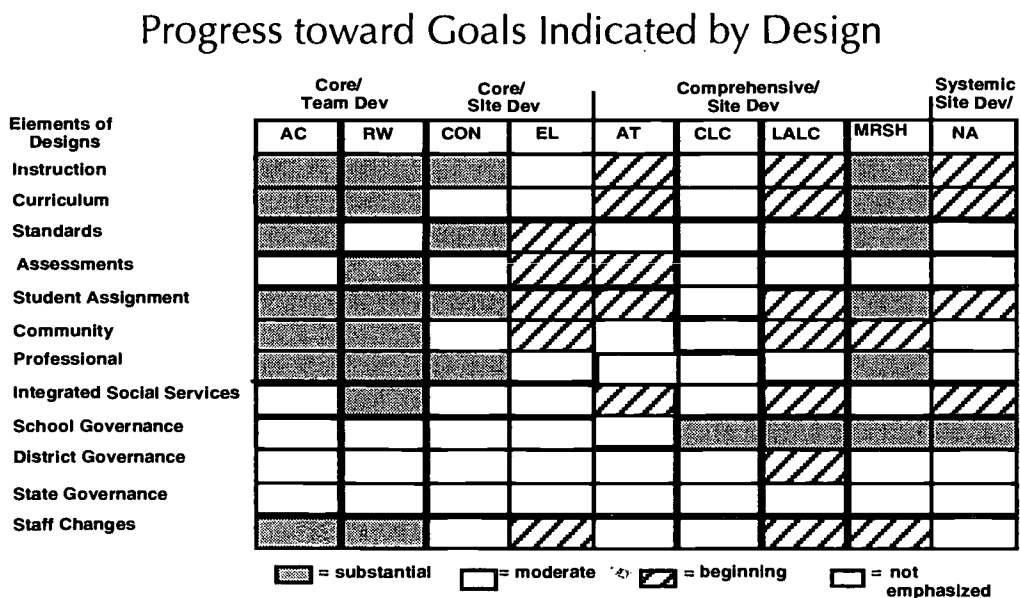 Progress toward Goals Indicated by Design
Core/
Team Dev
Core/
Site Dev
Comprehensive/
Site Dev
Systemic
Site Dev/
Elements of
Designs
AC RW CON EL AT CLC LALC MRSH NA
Instruction
Curriculum
Standards
Assessments
Student Assignment
Community
Professional
Integrated Social Services
School Governance
District Governance
State Governance
Staff Changes
= substantial = moderate = beginning = not
emphasized